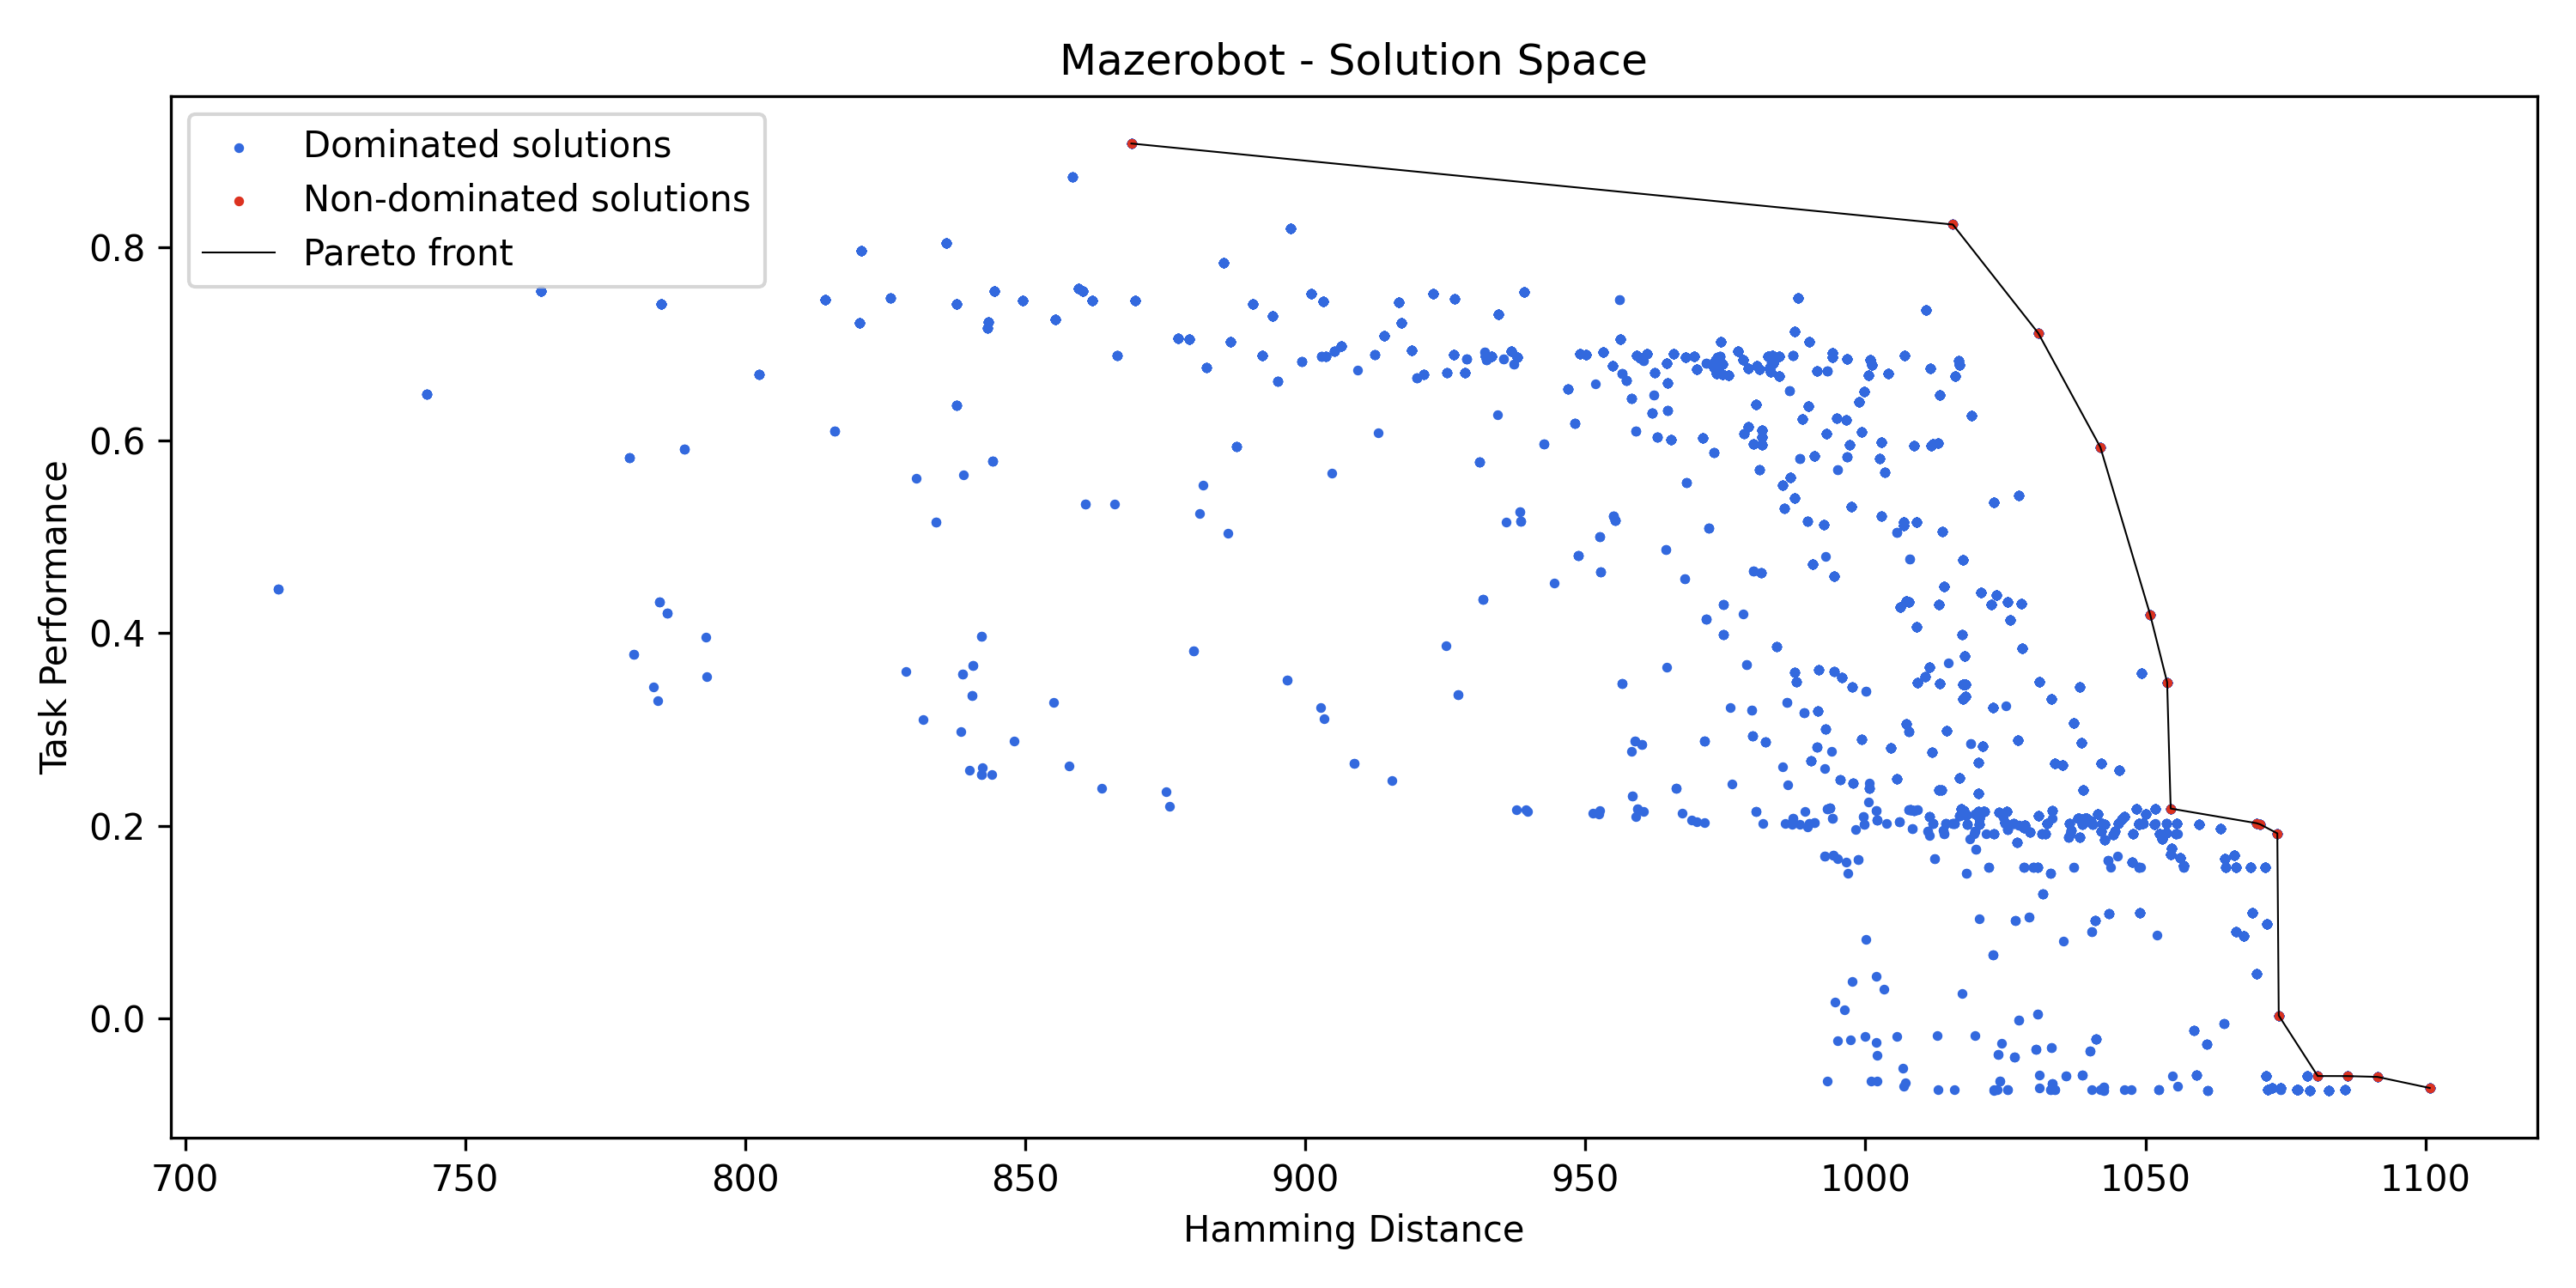 Mazerobot - Solution Space
Dominated solutions
Non-dominated solutions
Pareto front
Task Performance
0.8
0.6
0.4
0.2
0.0
700 750 800 850 900 950 1000 1050 1100
Hamming Distance